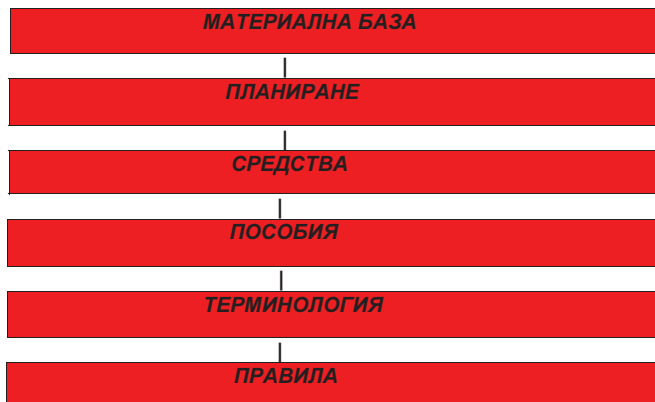 МАТЕРИАЛНА БАЗА
ПЛАНИРАНЕ
СРЕДСТВА
ПОСОБИЯ
ТЕРМИНОЛОГИЯ
ПРАВИЛА